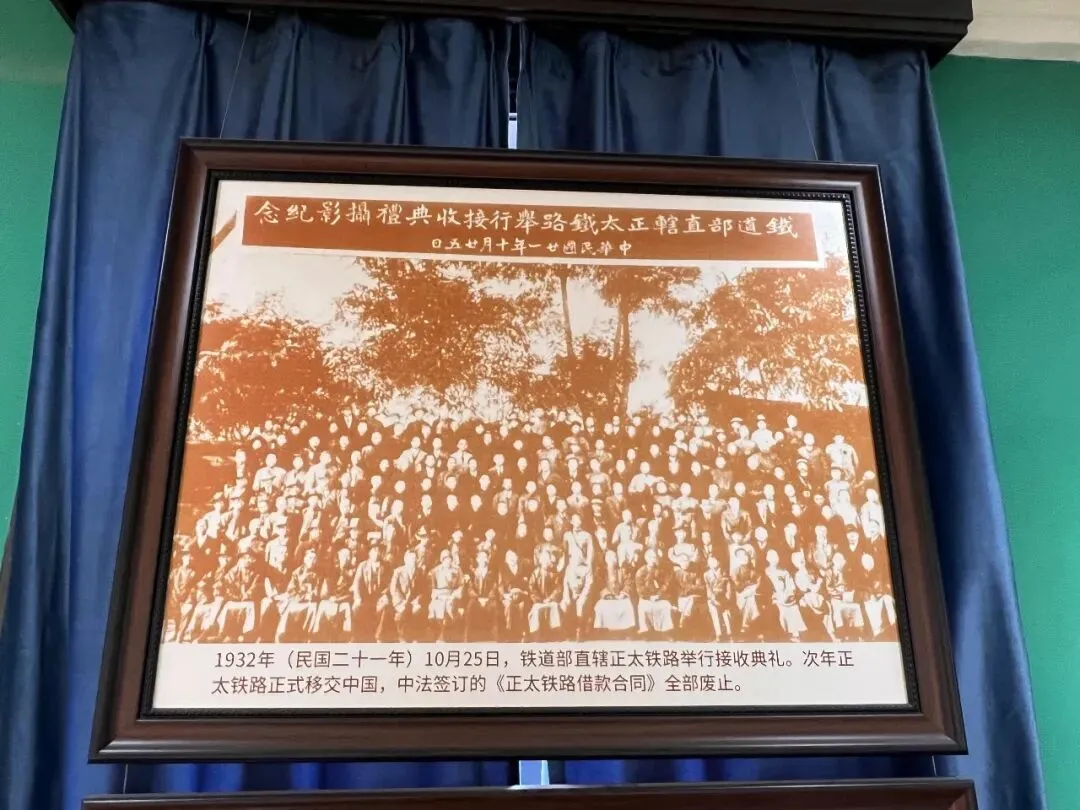 鐵道部直轄正太鐵路舉行接收典禮攝影紀念
中華民國廿一年十月廿五日
1932年（民国二十一年）10月25日，铁道部直辖正太铁路举行接收典礼。次年正
太铁路正式移交中国，中法签订的《正太铁路借款合同》全部废止。